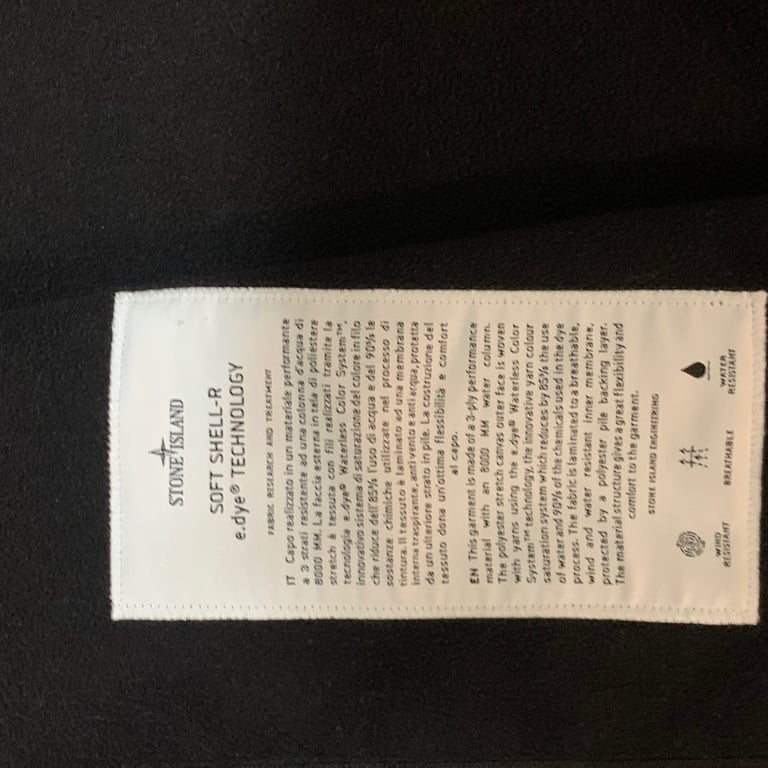 STONE ISLAND
SOFT SHELL-R
e.dye® TECHNOLOGY
FABRIC RESEARCH AND TREATMENT
IT Capo realizzato in un materiale performante
a 3 strati resistente ad una colonna d'acqua di
8000 MM. La faccia esterna in tela di poliestere
stretch è tessuta con fili realizzati tramite la
tecnologia e.dye® Waterless Color System™,
innovativo sistema di saturazione del colore in filo
che riduce dell'85% l'uso di acqua e del 90% le
sostanze chimiche utilizzate nel processo di
tintura. Il tessuto è laminato ad una membrana
interna traspirante, antivento e antiacqua, protetta
da un ulteriore strato in pile. La costruzione del
tessuto dona un'ottima flessibilità e comfort
al capo.
EN This garment is made of a 3-ply performance
material with an 8000 MM water column.
The polyester stretch canvas outer face is woven
with yarns using the e.dye® Waterless Color
System™ technology, the innovative yarn colour
saturation system which reduces by 85% the use
of water and 90% of the chemicals used in the dye
process. The fabric is laminated to a breathable,
wind and water resistant inner membrane,
protected by a polyester pile backing layer.
The material structure gives a great flexibility and
comfort to the garment.
STONE ISLAND ENGINEERING
WIND
RESISTANT
BREATHABLE
WATER
RESISTANT